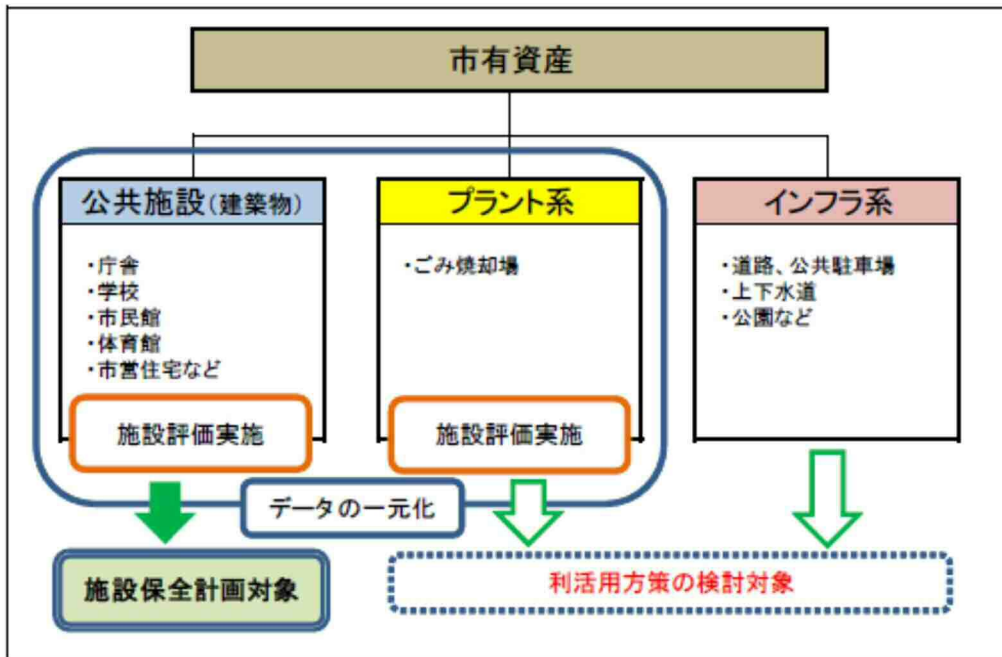 市有資産
公共施設(建築物)
・庁舎
・学校
・市民館
・体育館
・市営住宅など
施設評価実施
プラント系
・ごみ焼却場
施設評価実施
インフラ系
・道路、公共駐車場
・上下水道
・公園など
データの一元化
施設保全計画対象
利活用方策の検討対象